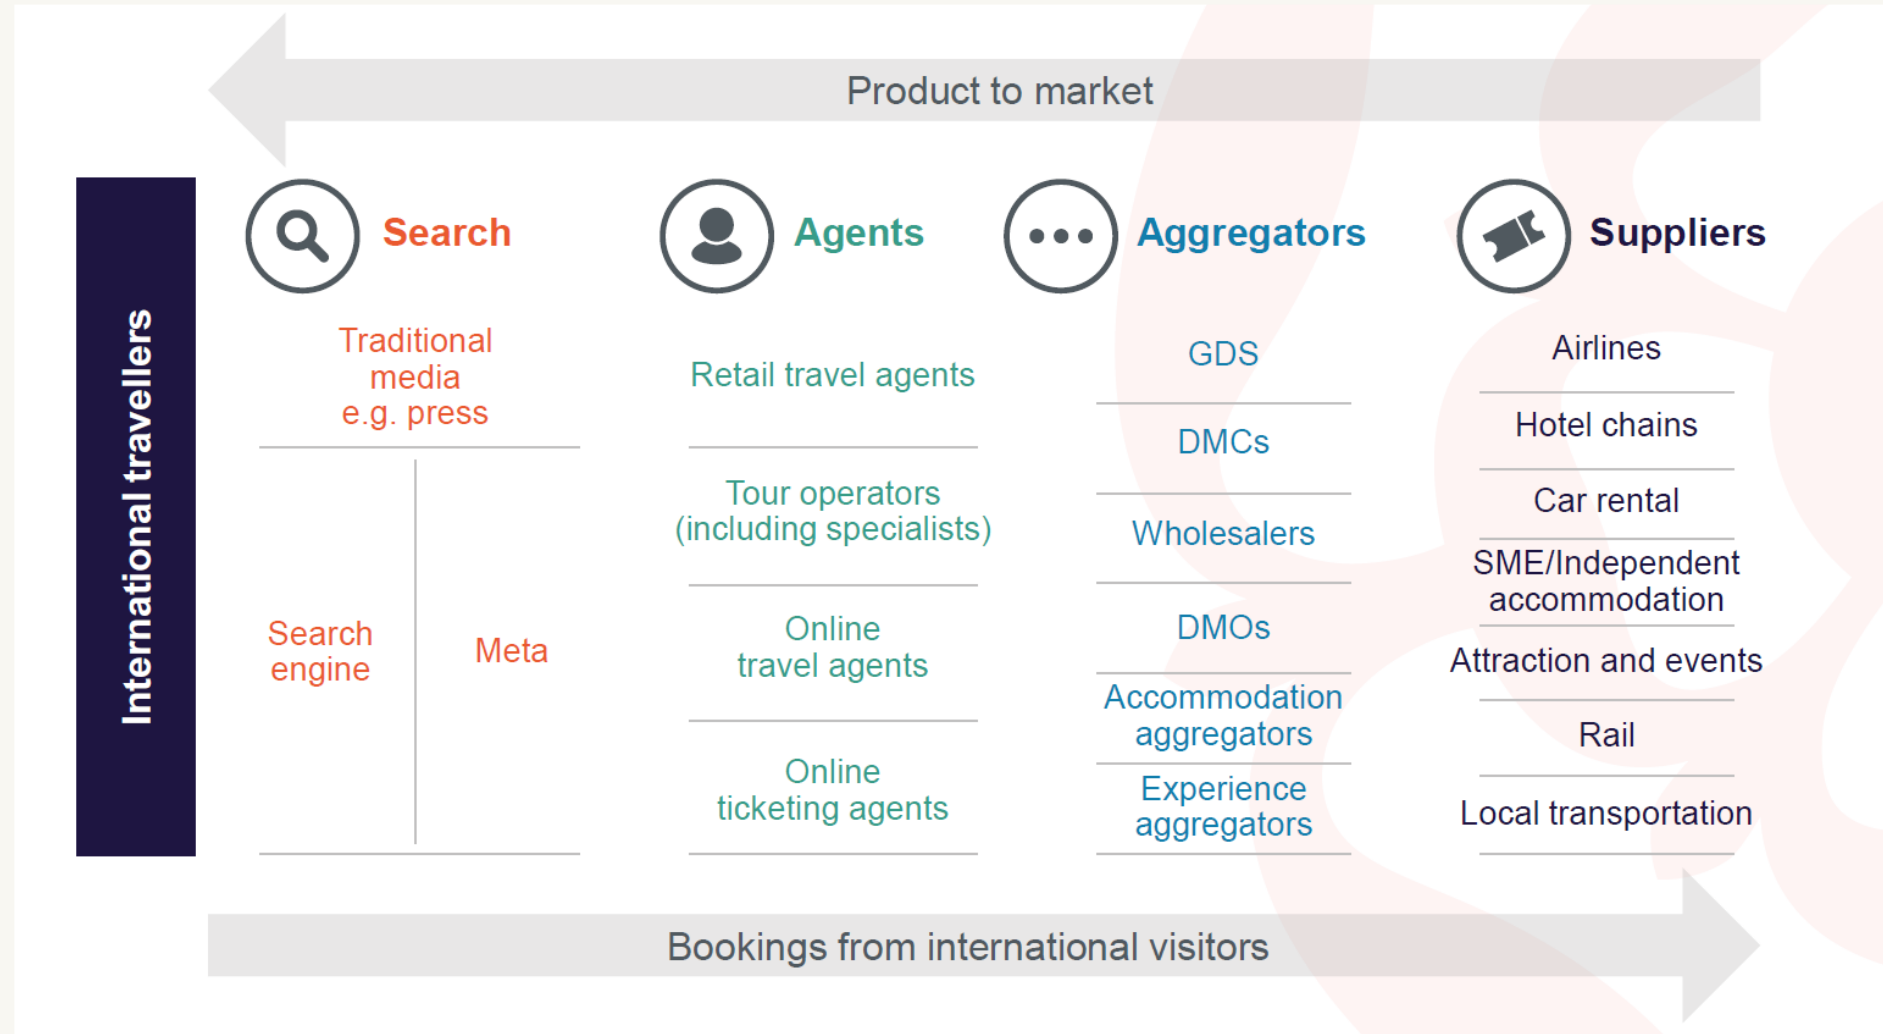 Product to market
International travellers
Search
Traditional
media
e.g. press
Search
engine
Meta
Agents
Retail travel agents
Tour operators
(including specialists)
Online
travel agents
Online
ticketing agents
Aggregators
GDS
DMCs
Wholesalers
DMOs
Accommodation
aggregators
Experience
aggregators
Suppliers
Airlines
Hotel chains
Car rental
SME/Independent
accommodation
Attraction and events
Rail
Local transportation
Bookings from international visitors